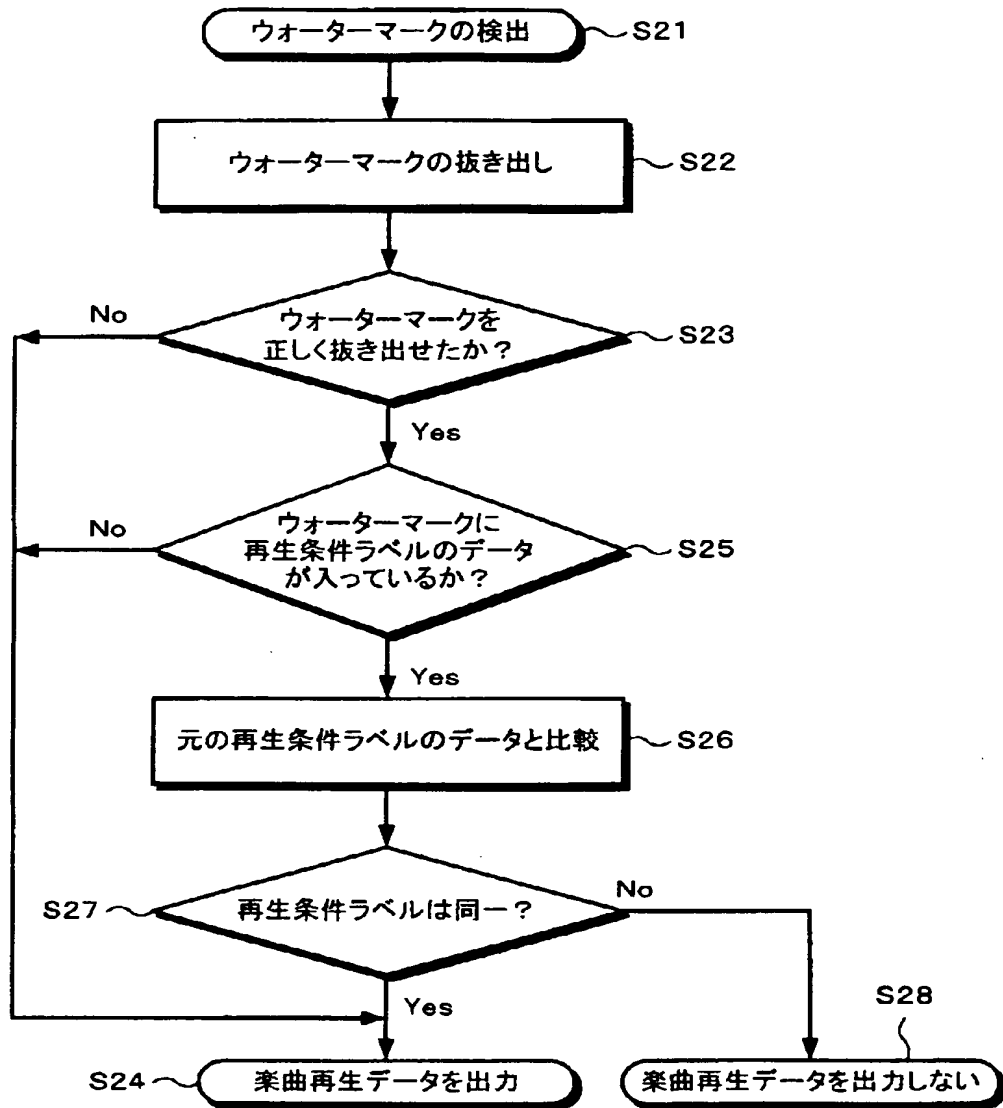 ウォーターマークの検出
S21
ウォーターマークの抜き出し
S22
ウォーターマークを
正しく抜き出せたか？
S23
No
Yes
ウォーターマークに
再生条件ラベルのデータ
が入っているか？
S25
No
Yes
元の再生条件ラベルのデータと比較
S26
S27
再生条件ラベルは同一？
No
Yes
S28
S24
楽曲再生データを出力
楽曲再生データを出力しない